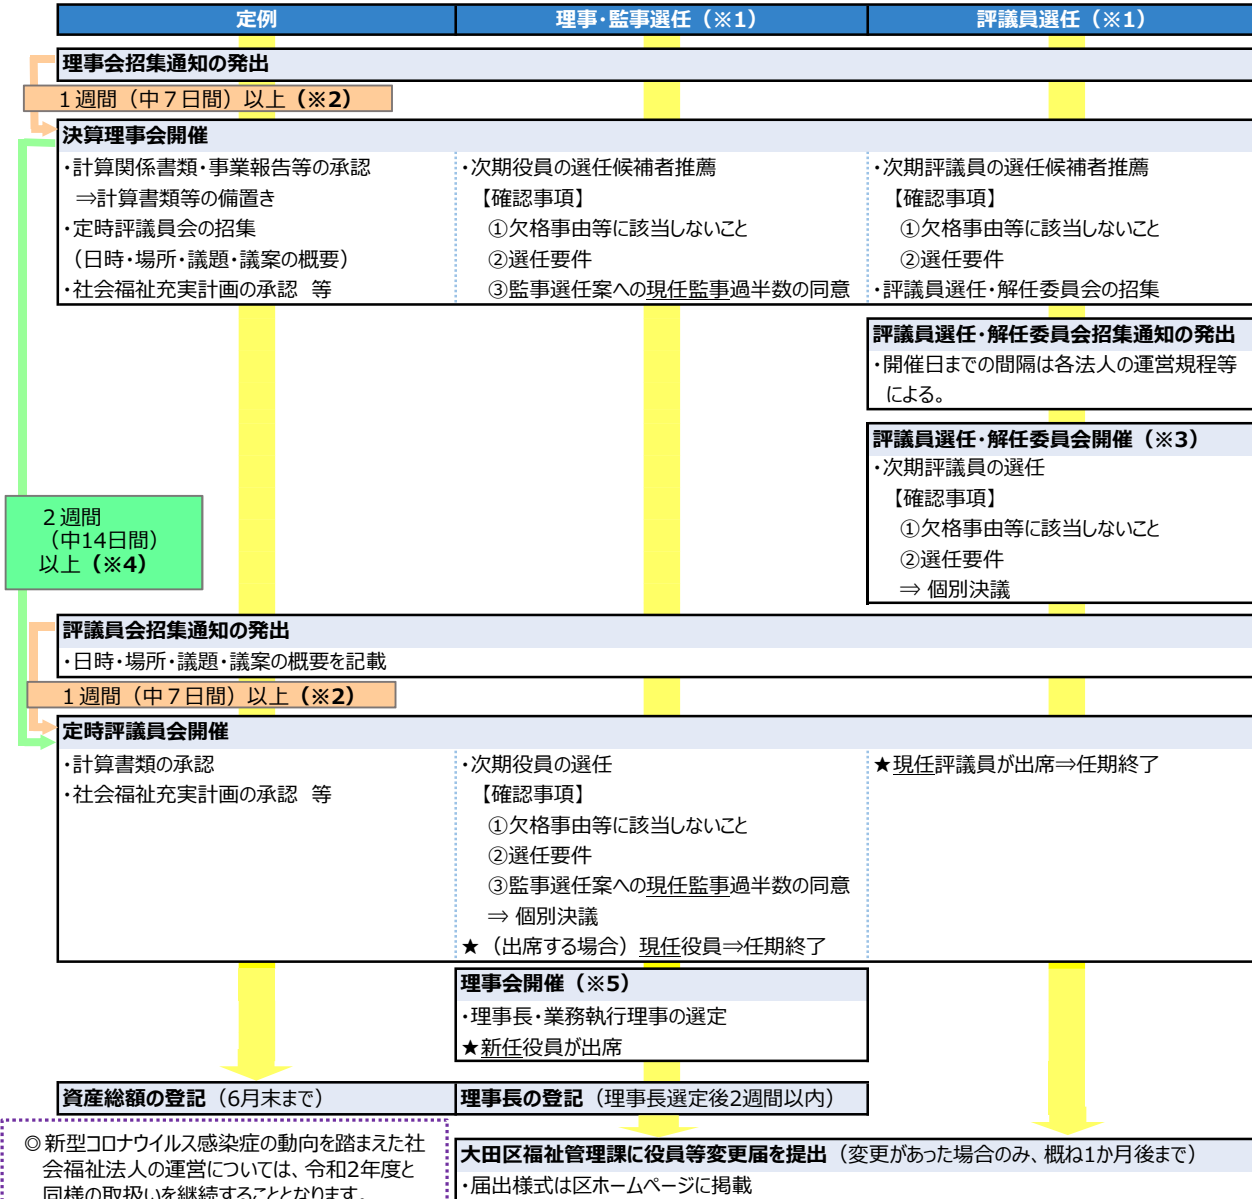 定例
理事・監事選任（※1）
評議員選任（※1）
理事会招集通知の発出
１週間（中７日間）以上（※2）
決算理事会開催
・計算関係書類・事業報告等の承認
⇒計算書類等の備置き
・定時評議員会の招集
（日時・場所・議題・議案の概要）
・社会福祉充実計画の承認 等
・次期役員の選任候補者推薦
【確認事項】
①欠格事由等に該当しないこと
②選任要件
③監事選任案への現任監事過半数の同意
・次期評議員の選任候補者推薦
【確認事項】
①欠格事由等に該当しないこと
②選任要件
・評議員選任・解任委員会の招集
評議員選任・解任委員会招集通知の発出
・開催日までの間隔は各法人の運営規程等
による。
評議員選任・解任委員会開催（※3）
・次期評議員の選任
【確認事項】
①欠格事由等に該当しないこと
②選任要件
⇒ 個別決議
２週間
（中14日間）
以上（※4）
評議員会招集通知の発出
・日時・場所・議題・議案の概要を記載
１週間（中７日間）以上（※2）
定時評議員会開催
・計算書類の承認
・社会福祉充実計画の承認 等
・次期役員の選任
【確認事項】
①欠格事由等に該当しないこと
②選任要件
③監事選任案への現任監事過半数の同意
⇒ 個別決議
★（出席する場合）現任役員⇒任期終了
★現任評議員が出席⇒任期終了
理事会開催（※5）
・理事長・業務執行理事の選定
★新任役員が出席
資産総額の登記（6月末まで）
理事長の登記（理事長選定後2週間以内）
◎新型コロナウイルス感染症の動向を踏まえた社
会福祉法人の運営については、令和2年度と
同様の取扱いを継続することとなります。
大田区福祉管理課に役員等変更届を提出（変更があった場合のみ、概ね1か月後まで）
・届出様式は区ホームページに掲載